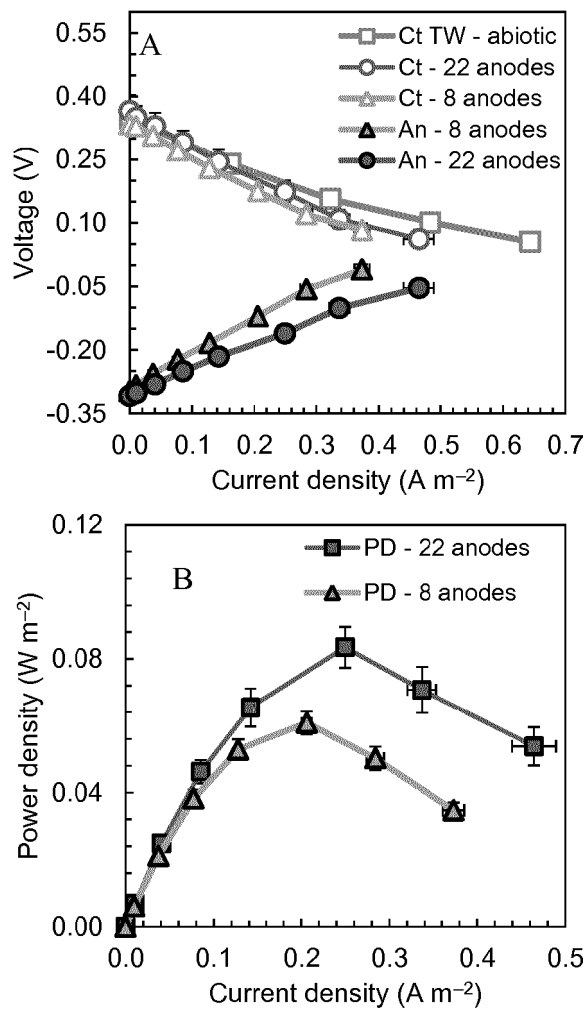 A
0.55
0.40
0.25
0.10
-0.05
-0.20
-0.35
Voltage (V)
Ct TW - abiotic
Ct - 22 anodes
Ct - 8 anodes
An - 8 anodes
An - 22 anodes
0.0 0.1 0.2 0.3 0.4 0.5 0.6 0.7
Current density (A m⁻²)
B
0.12
0.08
0.04
0.00
Power density (W m⁻²)
PD - 22 anodes
PD - 8 anodes
0.0 0.1 0.2 0.3 0.4 0.5
Current density (A m⁻²)